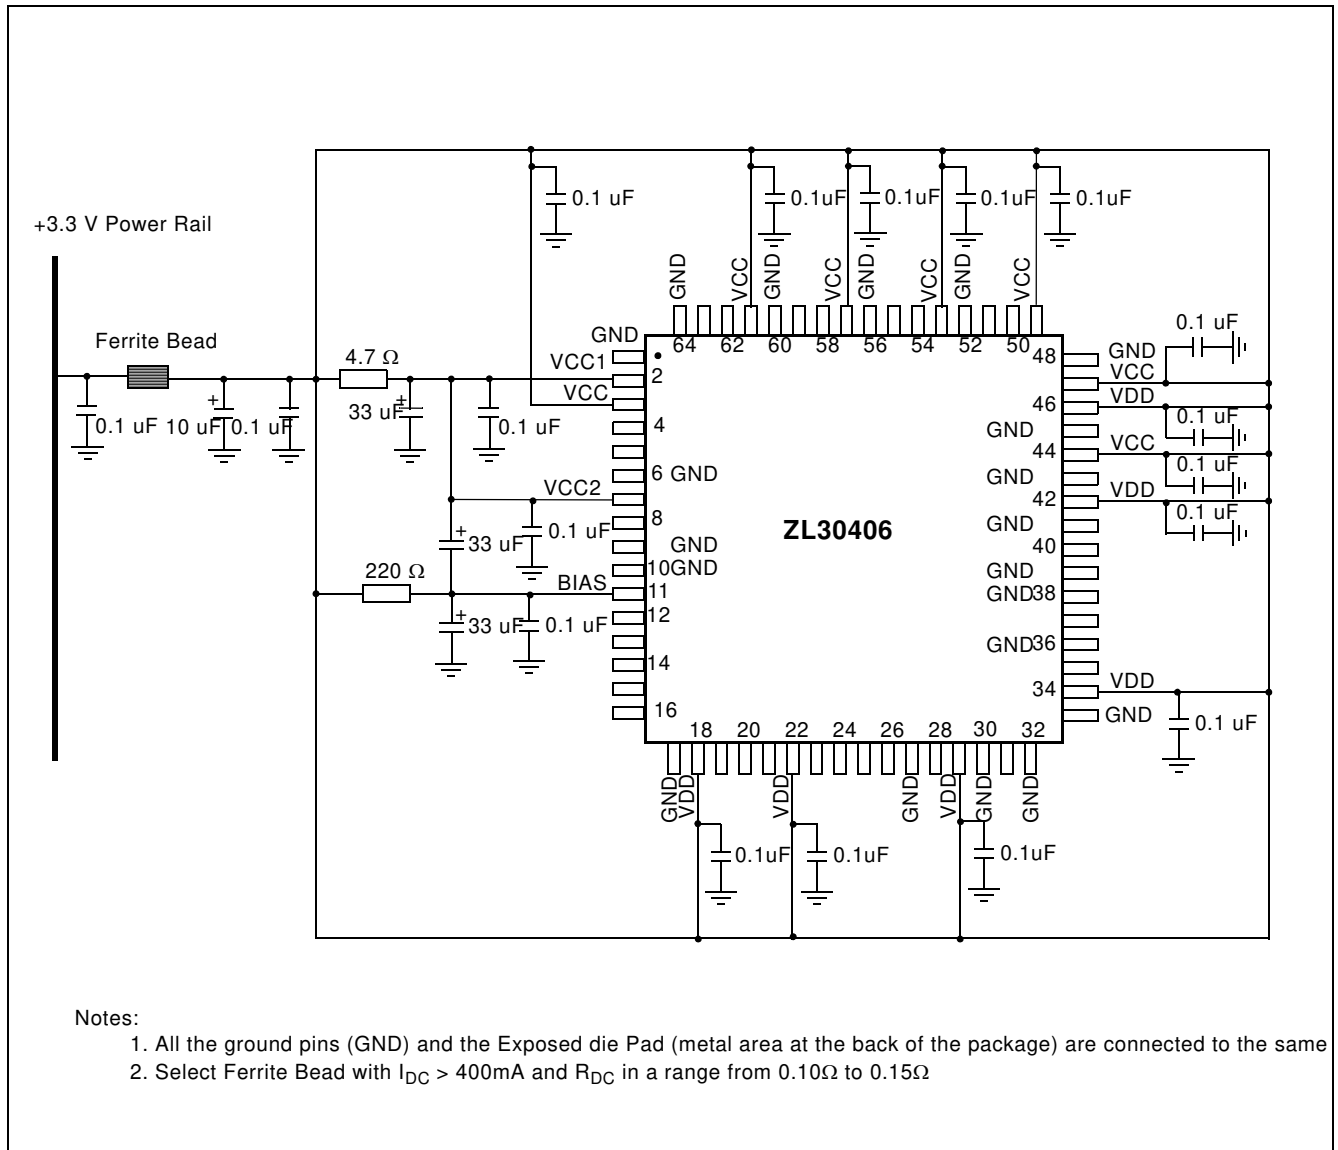 0.1 uF
0.1uF
0.1uF
0.1uF
0.1uF
+3.3 V Power Rail
GND
VCC
GND
VCC
GND
VCC
GND
VCC
Ferrite Bead
0.1 uF
10 uF
0.1 uF
4.7 Ω
33 uF
0.1 uF
GND
VCC1
VCC
VCC2
0.1 uF
33 uF
220 Ω
BIAS
33 uF
0.1 uF
64
62
60
58
56
54
52
50
2
4
6 GND
8
GND
10GND
11
12
14
16
ZL30406
48
GND
VCC
0.1 uF
46
VDD
0.1 uF
GND
44
VCC
0.1 uF
GND
42
VDD
0.1 uF
GND
40
GND
GND38
GND36
34
VDD
GND
0.1 uF
18
20
22
24
26
28
30
32
GND
VDD
VDD
GND
VDD
GND
GND
0.1uF
0.1uF
0.1uF
+
+
+
+
Notes:
1. All the ground pins (GND) and the Exposed die Pad (metal area at the back of the package) are connected to the same
2. Select Ferrite Bead with IDC > 400mA and RDC in a range from 0.10Ω to 0.15Ω